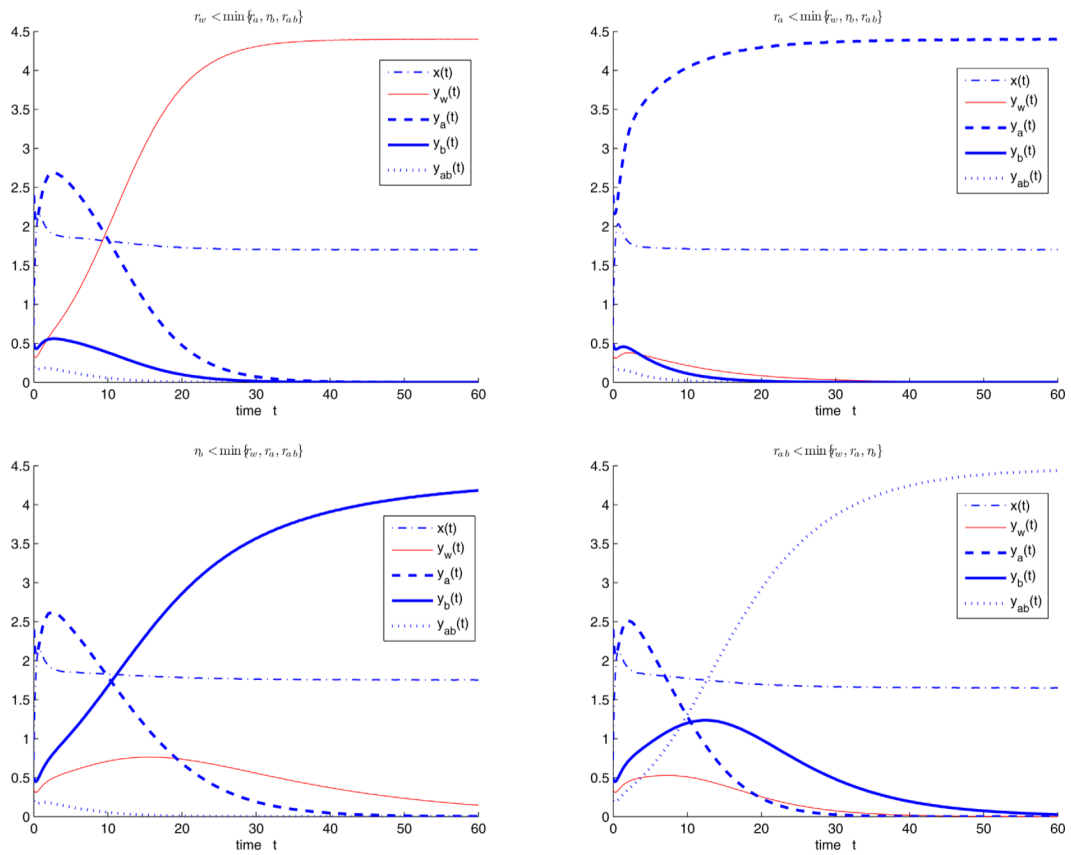 r_w < min{r_a, η_b, r_ab}
4.5
4
3.5
3
2.5
2
1.5
1
0.5
0
0 10 20 30 40 50 60
time t
x(t)
y_w(t)
y_a(t)
y_b(t)
y_ab(t)
r_a < min{r_w, η_b, r_ab}
4.5
4
3.5
3
2.5
2
1.5
1
0.5
0
0 10 20 30 40 50 60
time t
x(t)
y_w(t)
y_a(t)
y_b(t)
y_ab(t)
η_b < min{r_w, r_a, r_ab}
4.5
4
3.5
3
2.5
2
1.5
1
0.5
0
0 10 20 30 40 50 60
time t
x(t)
y_w(t)
y_a(t)
y_b(t)
y_ab(t)
r_ab < min{r_w, r_a, η_b}
4.5
4
3.5
3
2.5
2
1.5
1
0.5
0
0 10 20 30 40 50 60
time t
x(t)
y_w(t)
y_a(t)
y_b(t)
y_ab(t)